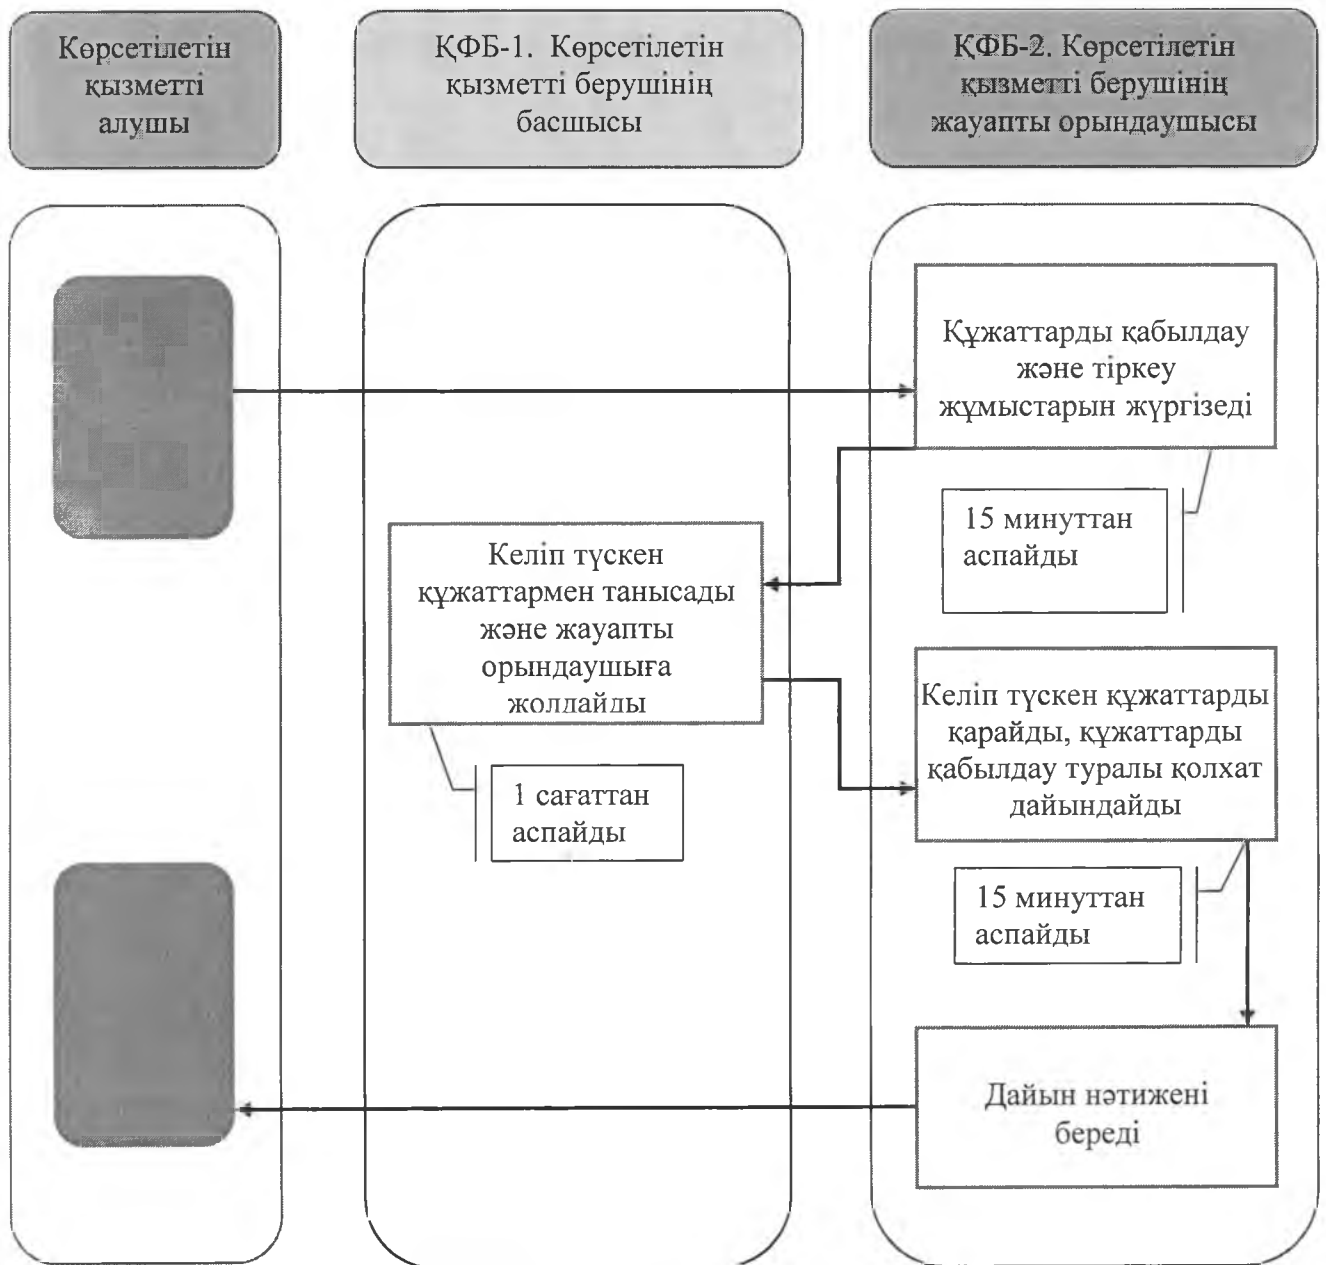 Көрсетілетін
қызметті
алушы
ҚФБ-1. Көрсетілетін
қызметті берушінің
басшысы
ҚФБ-2. Көрсетілетін
қызметті берушінің
жауапты орындаушысы
Құжаттарды қабылдау
және тіркеу
жұмыстарын жүргізеді
15 минуттан
аспайды
Келіп түскен
құжаттармен танысады
және жауапты
орындаушыға
жолдайды
1 сағаттан
аспайды
Келіп түскен құжаттарды
қарайды, құжаттарды
қабылдау туралы қолхат
дайындайды
15 минуттан
аспайды
Дайын нәтижені
береді